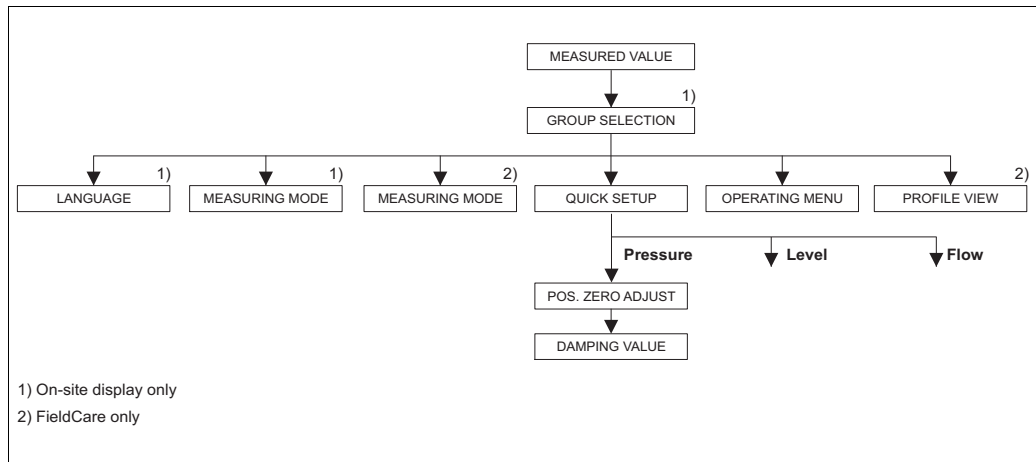 MEASURED VALUE
1)
GROUP SELECTION
1)
1)
2)
2)
LANGUAGE
MEASURING MODE
MEASURING MODE
QUICK SETUP
OPERATING MENU
PROFILE VIEW
Pressure
Level
Flow
POS. ZERO ADJUST
DAMPING VALUE
1) On-site display only
2) FieldCare only